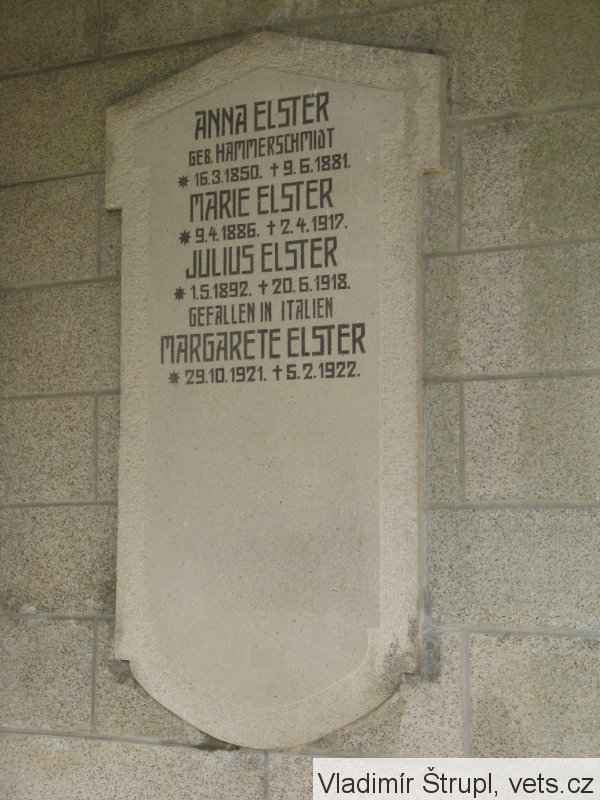 ANNA ELSTER
GEB. HAMMERSCHMIDT
* 16.3.1850. † 9.6.1881.
MARIE ELSTER
* 9.4.1886. † 2.4.1917.
JULIUS ELSTER
* 1.5.1892. † 20.6.1918.
GEFALLEN IN ITALIEN
MARGARETE ELSTER
* 29.10.1921. † 5.2.1922.
Vladimír Štrupl, vets.cz